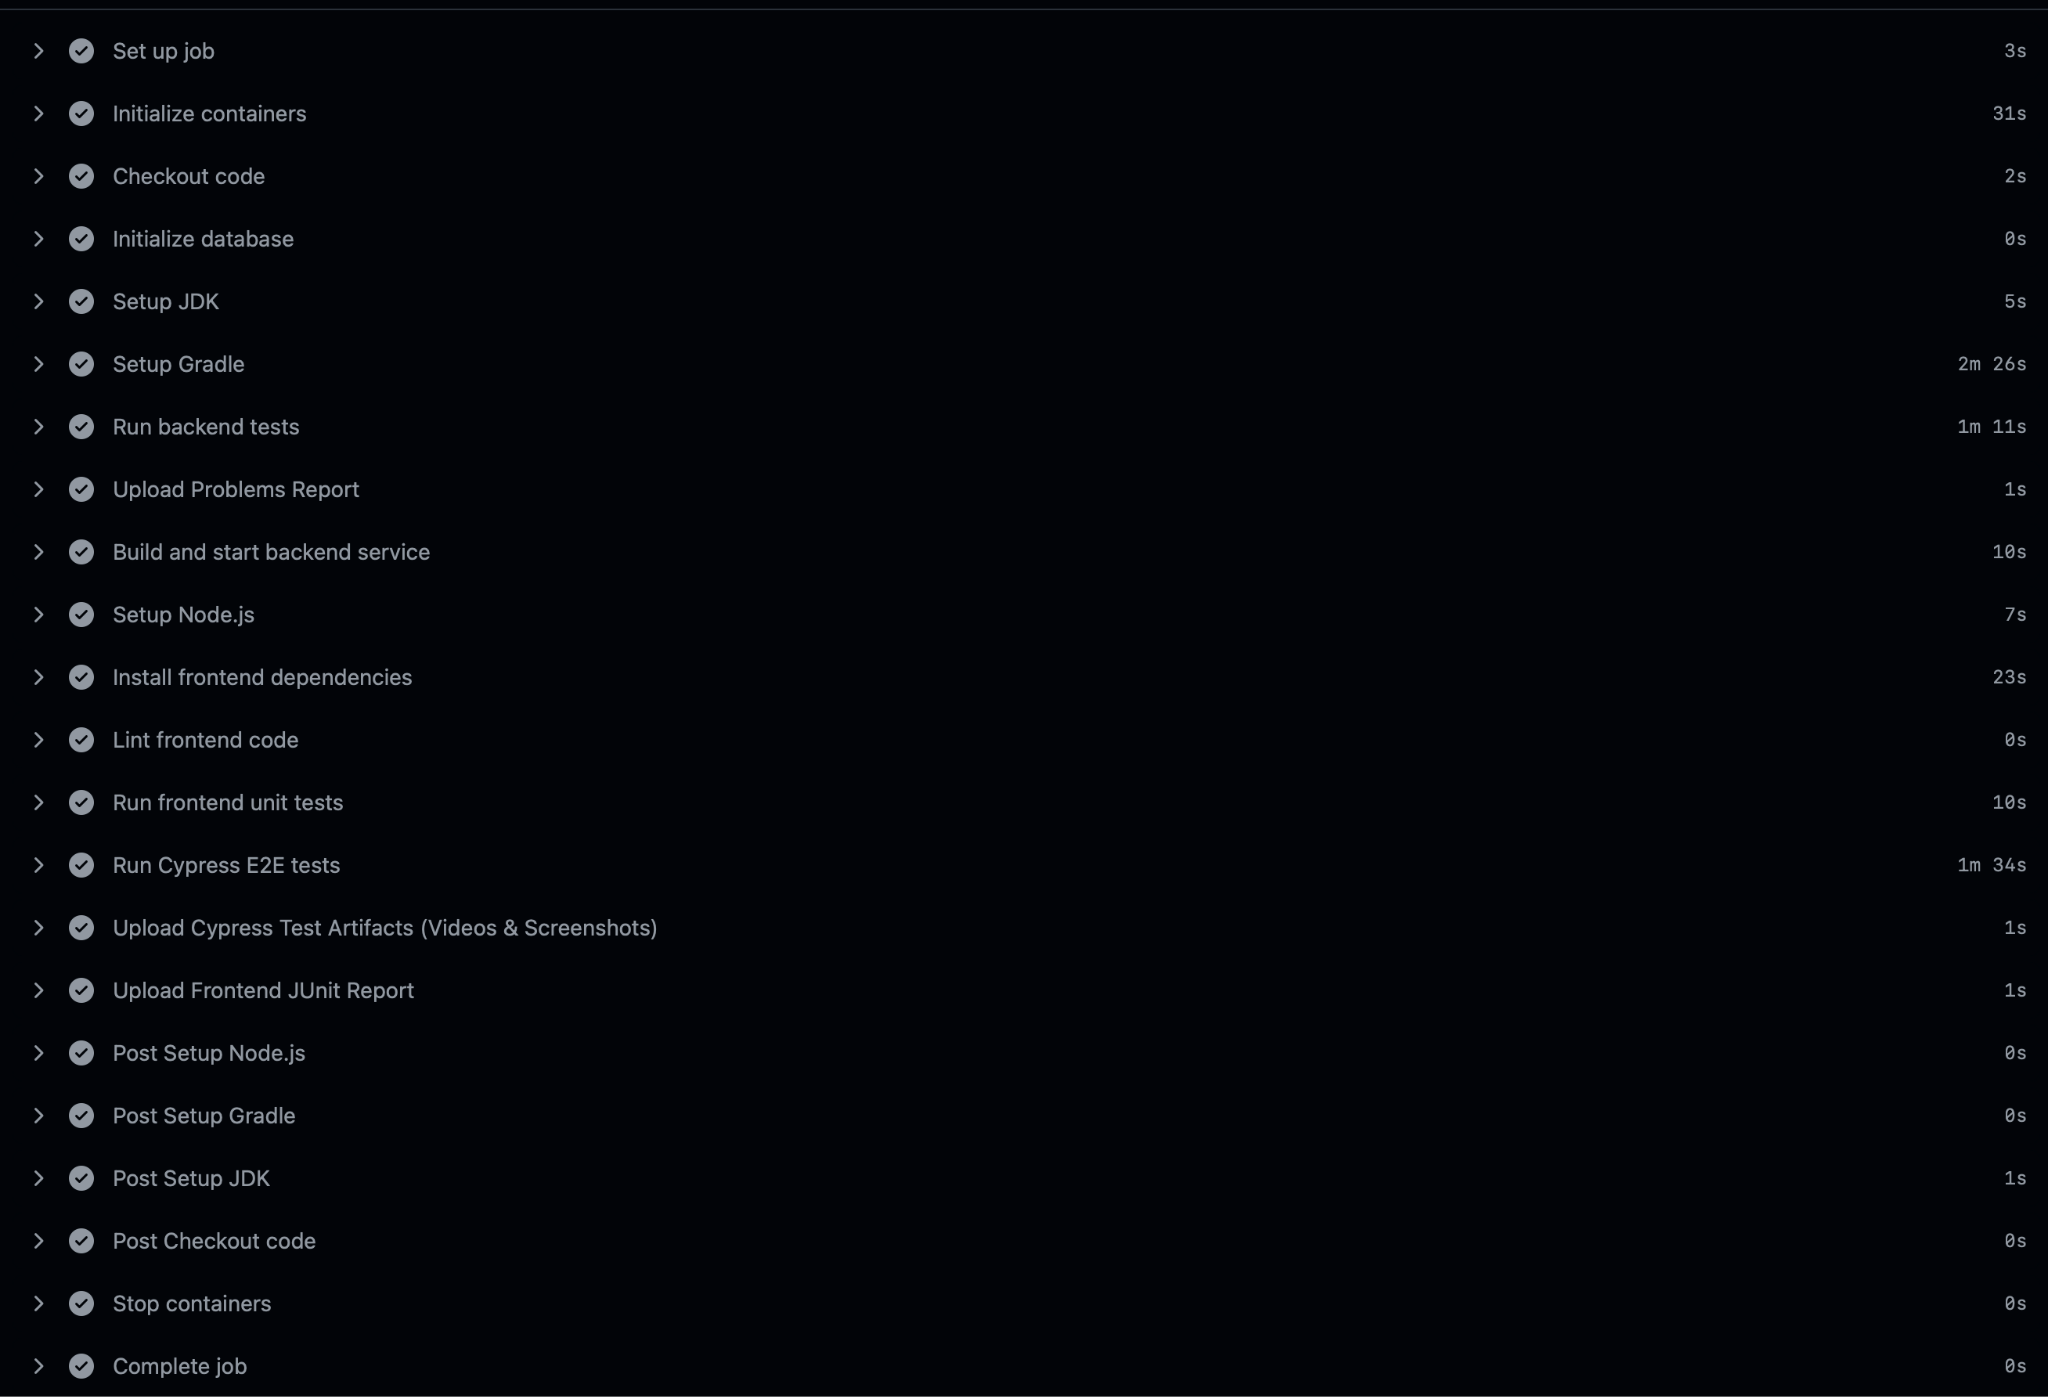 Set up job 3s
Initialize containers 31s
Checkout code 2s
Initialize database 0s
Setup JDK 5s
Setup Gradle 2m 26s
Run backend tests 1m 11s
Upload Problems Report 1s
Build and start backend service 10s
Setup Node.js 7s
Install frontend dependencies 23s
Lint frontend code 0s
Run frontend unit tests 10s
Run Cypress E2E tests 1m 34s
Upload Cypress Test Artifacts (Videos & Screenshots) 1s
Upload Frontend JUnit Report 1s
Post Setup Node.js 0s
Post Setup Gradle 0s
Post Setup JDK 1s
Post Checkout code 0s
Stop containers 0s
Complete job 0s